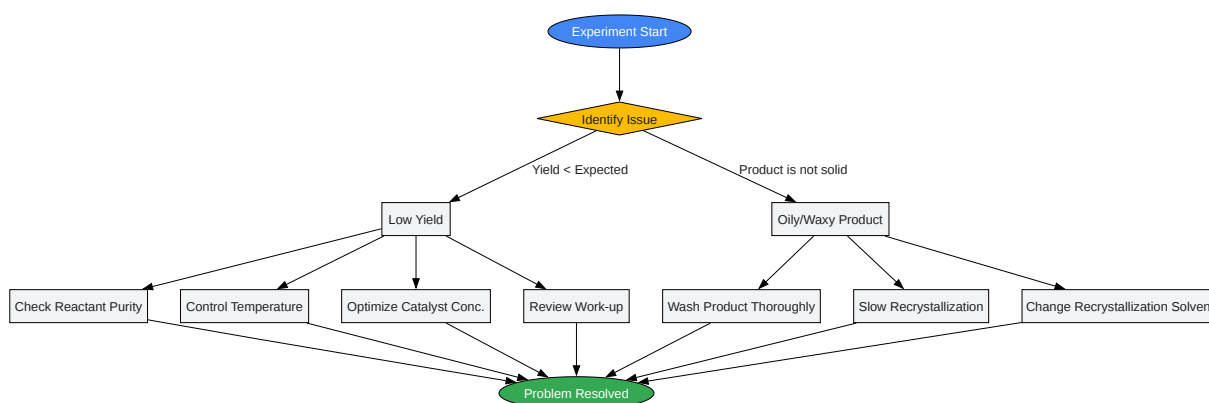 Experiment Start
Identify Issue
Yield < Expected
Product is not solid
Low Yield
Oily/Waxy Product
Check Reactant Purity
Control Temperature
Optimize Catalyst Conc.
Review Work-up
Wash Product Thoroughly
Slow Recrystallization
Change Recrystallization Solvent
Problem Resolved